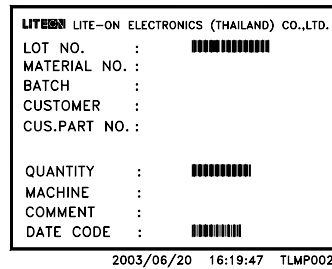 LITEON LITE-ON ELECTRONICS (THAILAND) CO.,LTD.
LOT NO. :
MATERIAL NO. :
BATCH :
CUSTOMER :
CUS.PART NO. :
QUANTITY :
MACHINE :
COMMENT :
DATE CODE :
2003/06/20 16:19:47 TLMP002